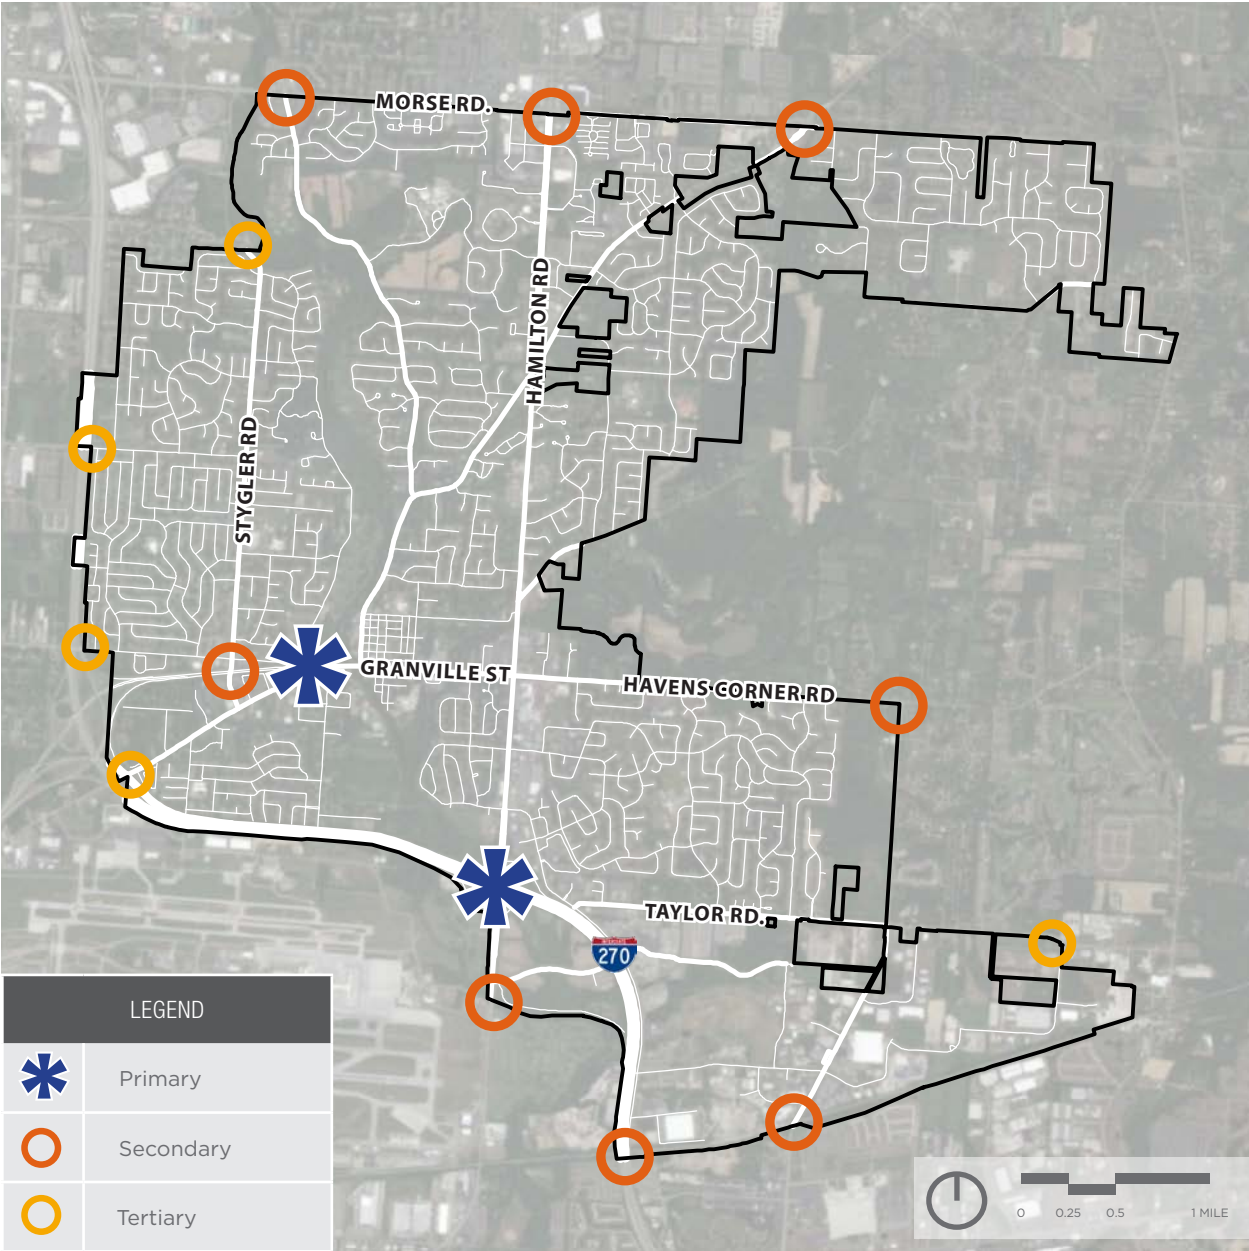 MORSE RD.
HAMILTON RD
STYGLER RD
GRANVILLE ST
HAVENS CORNER RD
TAYLOR RD.
INTERSTATE
270
LEGEND
Primary
Secondary
Tertiary
0 0.25 0.5 1 MILE